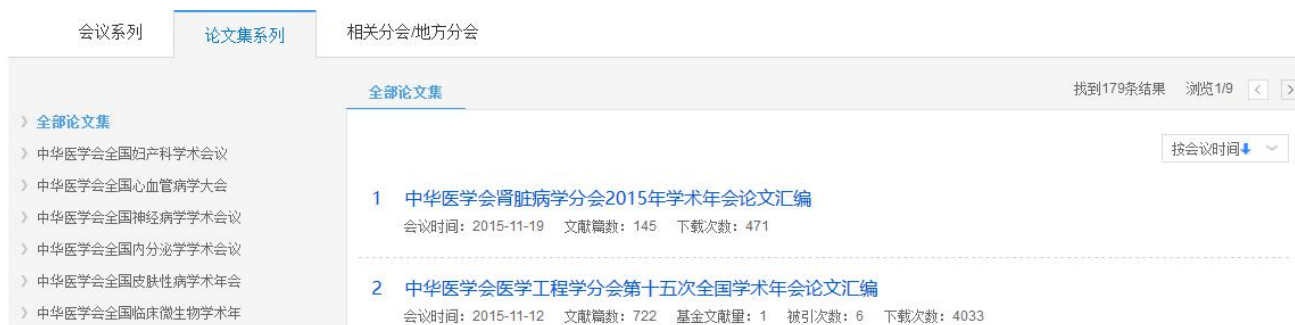 会议系列 论文集系列 相关分会/地方分会
全部论文集 找到179条结果 浏览1/9 < >
》全部论文集
》中华医学会全国妇产科学术会议
按会议时间
》中华医学会全国心血管病学大会
1 中华医学会肾脏病学分会2015年学术年会论文汇编
》中华医学会全国神经病学学术会议
会议时间：2015-11-19 文献篇数：145 下载次数：471
》中华医学会全国内分泌学学术会议
》中华医学会全国皮肤性病学术年会
2 中华医学会医学工程学分会第十五次全国学术年会论文汇编
》中华医学会全国临床微生物学术年
会议时间：2015-11-12 文献篇数：722 基金文献量：1 被引次数：6 下载次数：4033